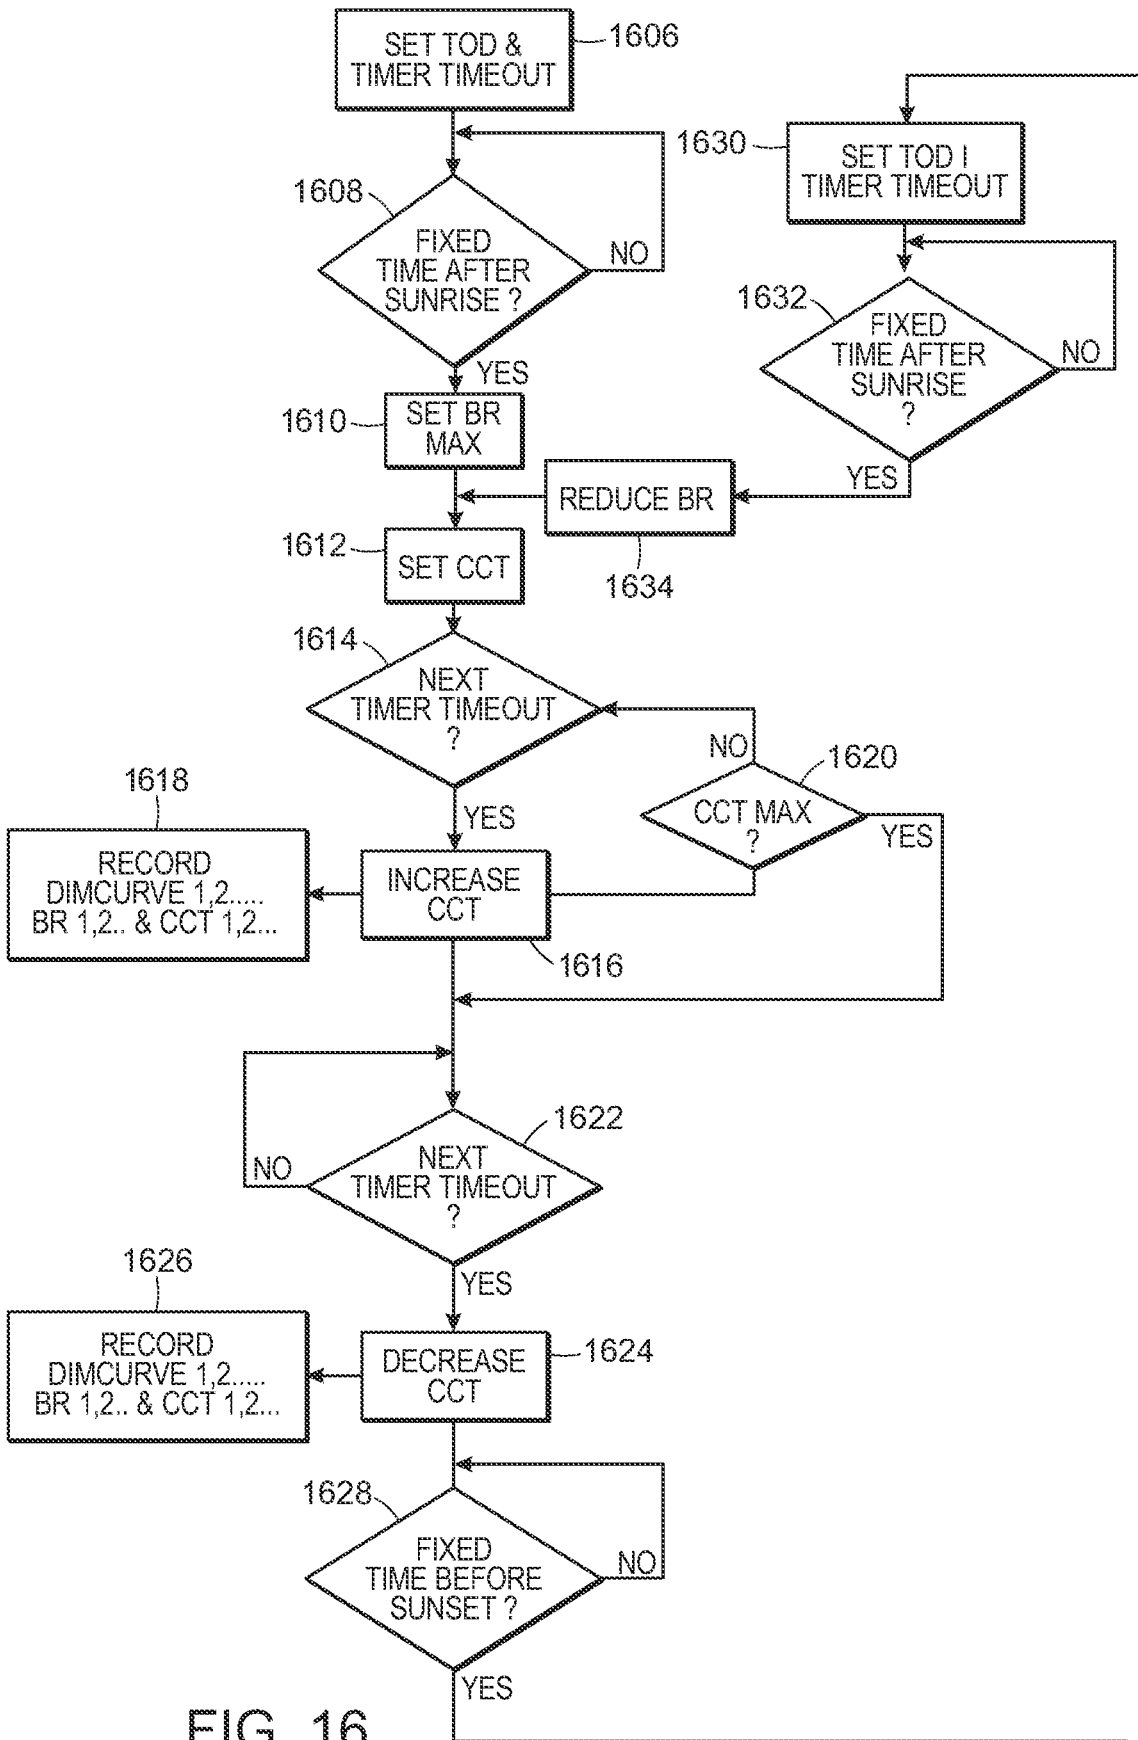 SET TOD &
TIMER TIMEOUT
1606
1608
FIXED
TIME AFTER
SUNRISE ?
NO
YES
1610
SET BR
MAX
1630
SET TOD I
TIMER TIMEOUT
1632
FIXED
TIME AFTER
SUNRISE
?
NO
YES
REDUCE BR
1634
1612
SET CCT
1614
NEXT
TIMER TIMEOUT
?
YES
NO
1620
CCT MAX
?
YES
1618
RECORD
DIMCURVE 1,2.....
BR 1,2.. & CCT 1,2...
INCREASE
CCT
1616
1622
NEXT
TIMER TIMEOUT
?
NO
YES
1626
RECORD
DIMCURVE 1,2.....
BR 1,2.. & CCT 1,2...
DECREASE
CCT
1624
1628
FIXED
TIME BEFORE
SUNSET ?
NO
YES
FIG. 16